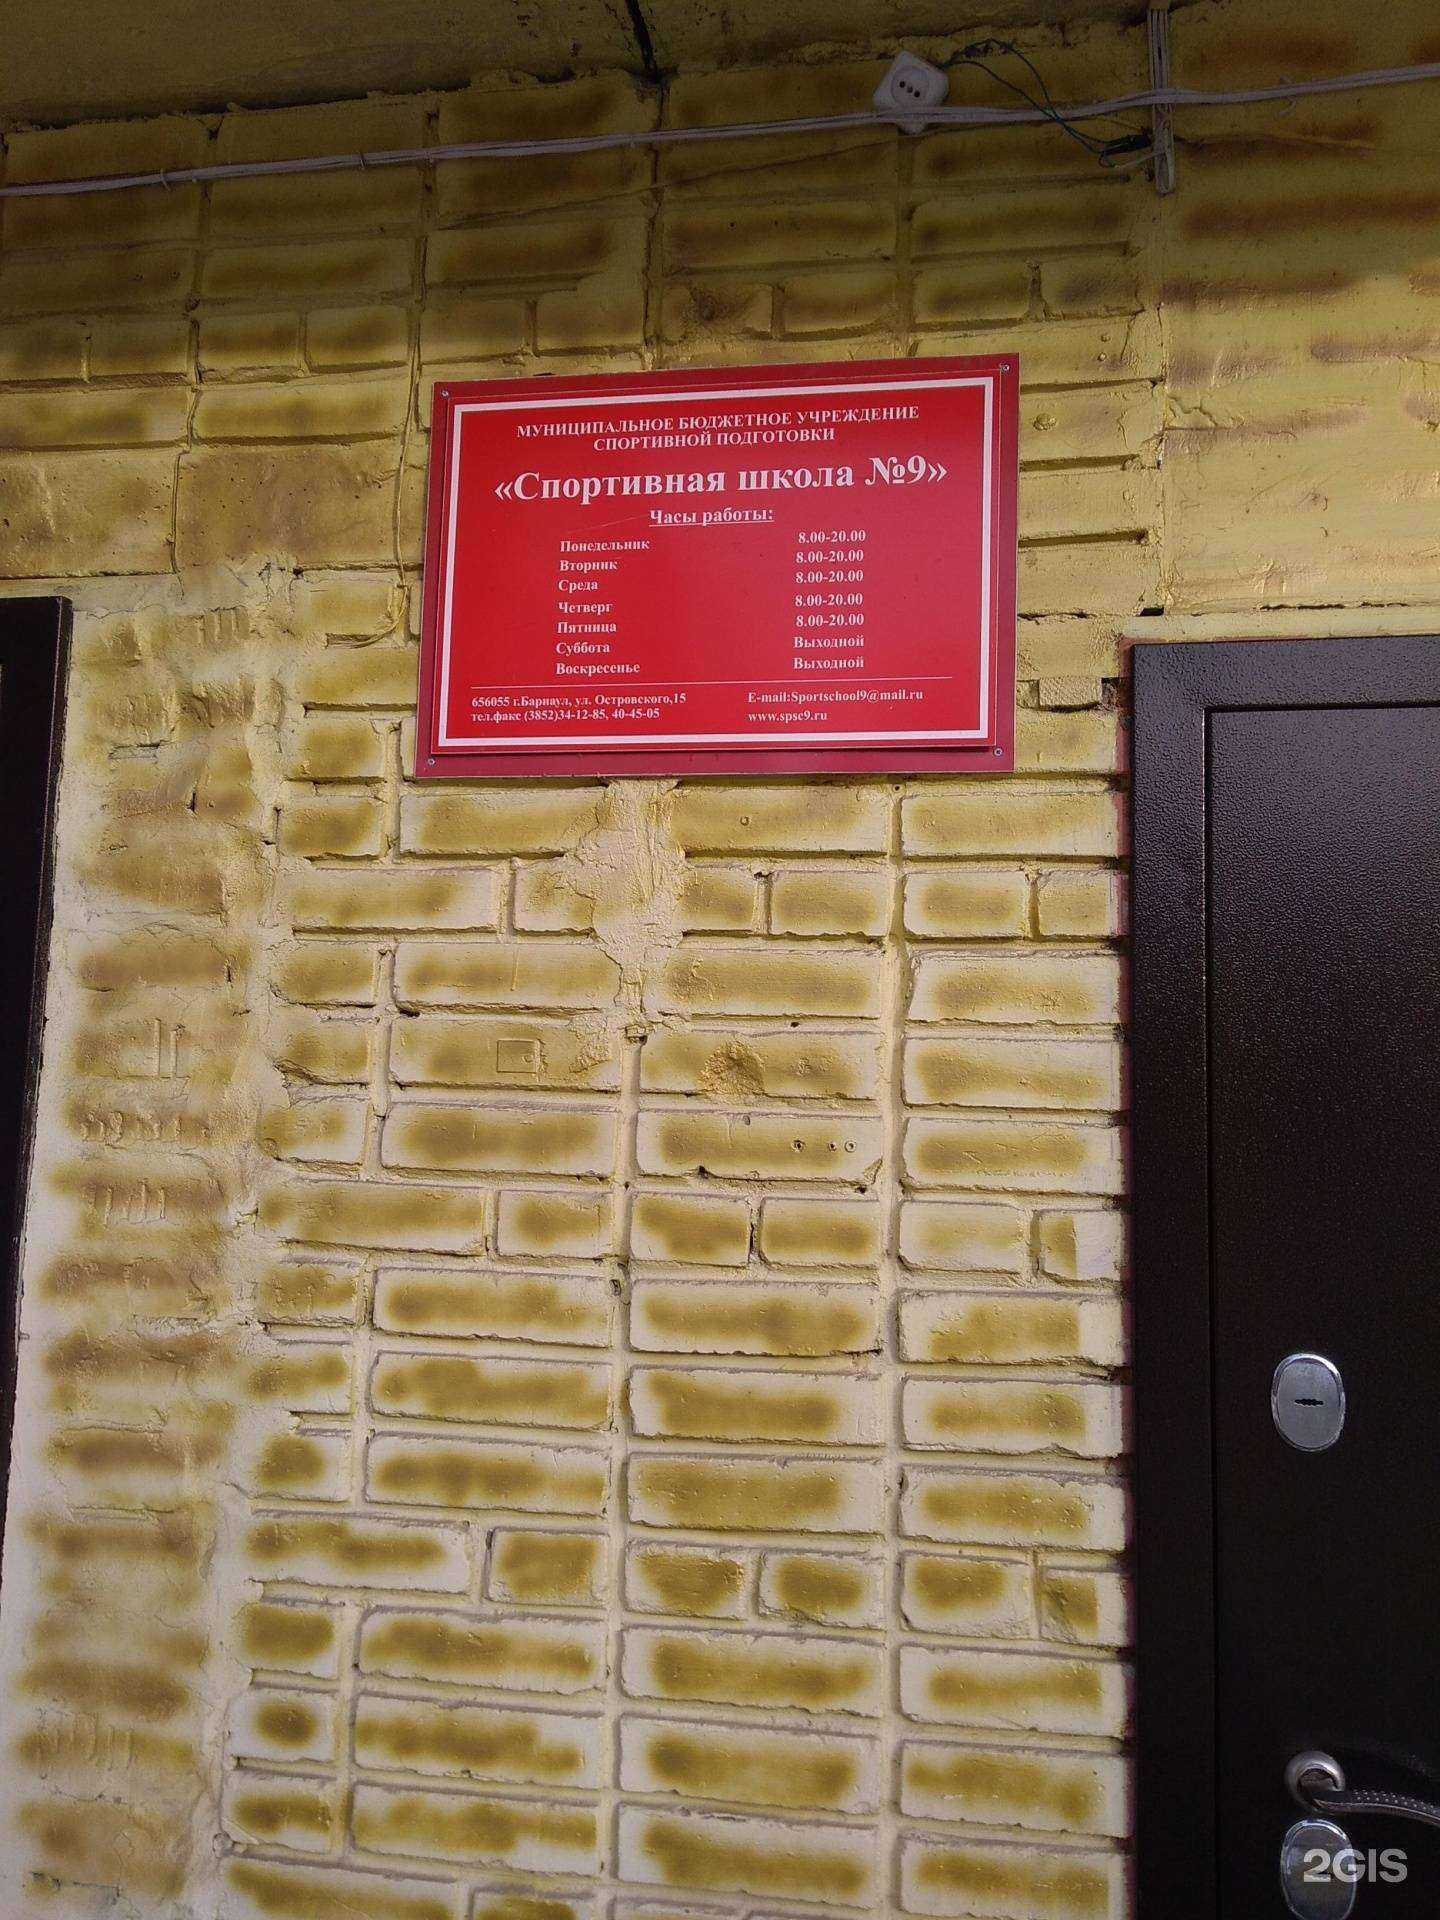 МУНИЦИПАЛЬНОЕ БЮДЖЕТНОЕ УЧРЕЖДЕНИЕ
СПОРТИВНОЙ ПОДГОТОВКИ
«Спортивная школа №9»
Часы работы:
Понедельник 8.00-20.00
Вторник 8.00-20.00
Среда 8.00-20.00
Четверг 8.00-20.00
Пятница 8.00-20.00
Суббота Выходной
Воскресенье Выходной
656055 г.Барнаул, ул. Островского,15
тел.факс (3852)34-12-85, 40-45-05
E-mail:Sportschool9@mail.ru
www.spsc9.ru
2GIS